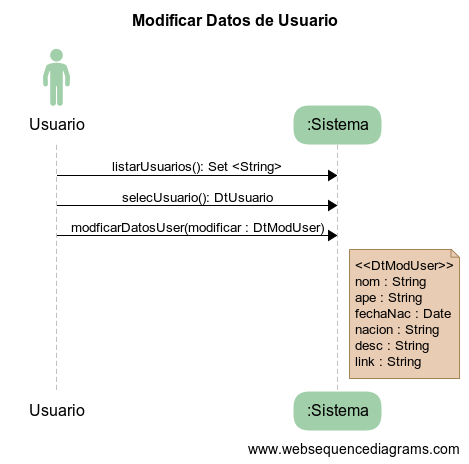 Modificar Datos de Usuario
Usuario
:Sistema
listarUsuarios(): Set <String>
selecUsuario(): DtUsuario
modficarDatosUser(modificar : DtModUser)
<<DtModUser>>
nom : String
ape : String
fechaNac : Date
nacion : String
desc : String
link : String
Usuario
:Sistema
www.websequencediagrams.com